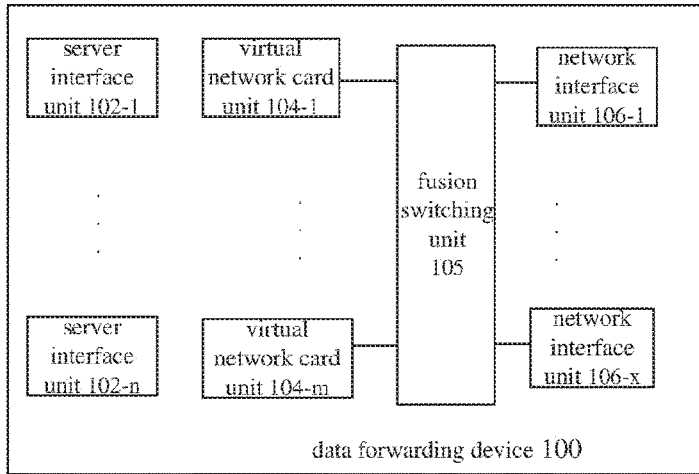 server
interface
unit 102-1
virtual
network card
unit 104-1
network
interface
unit 106-1
fusion
switching
unit
105
server
interface
unit 102-n
virtual
network card
unit 104-m
network
interface
unit 106-x
data forwarding device 100